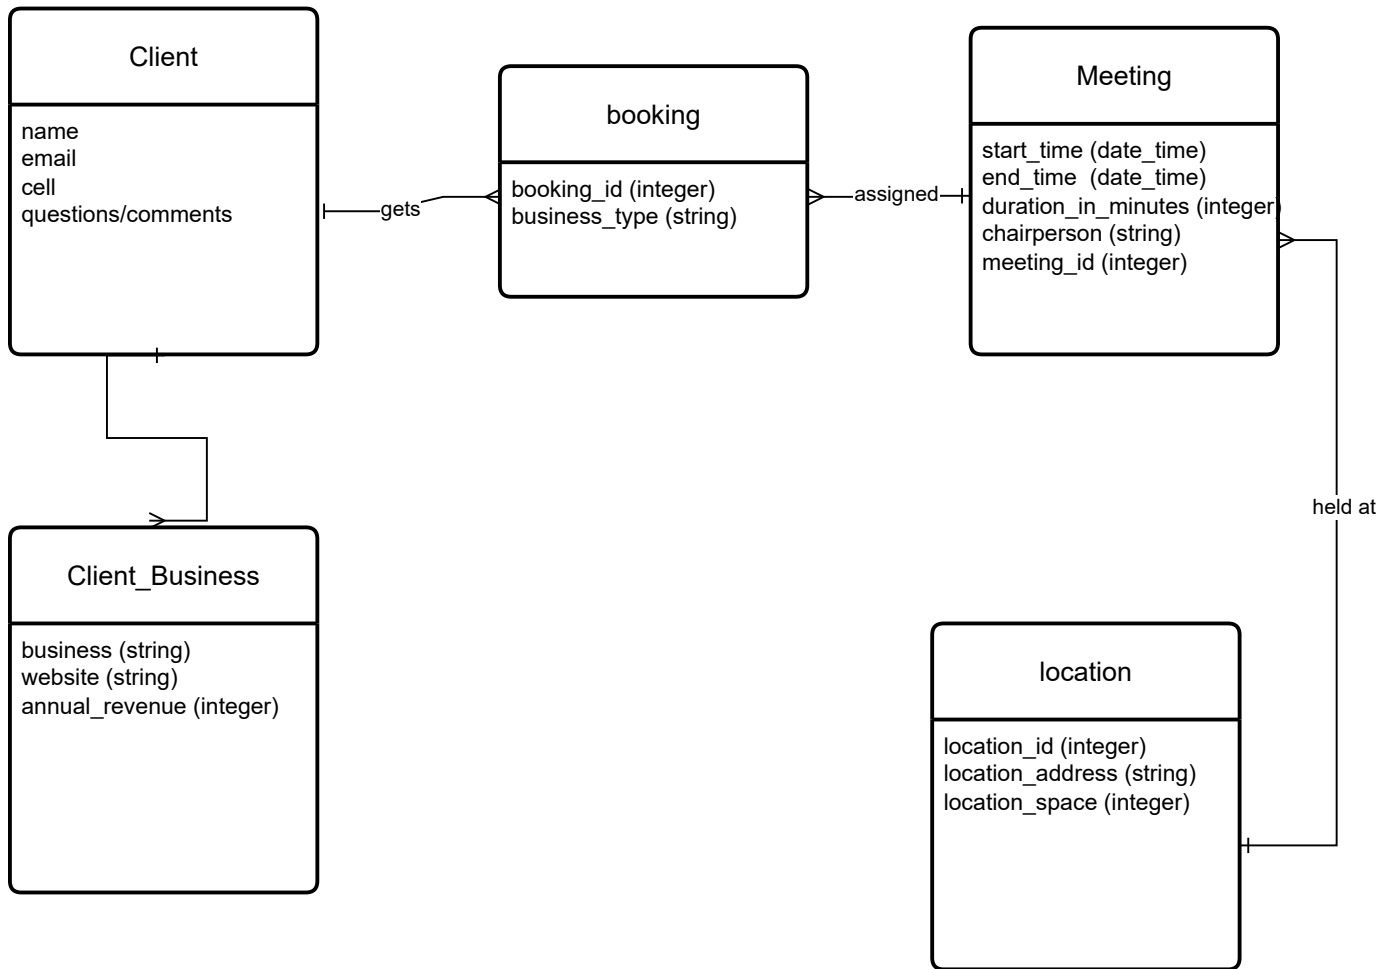 Client
name
email
cell
questions/comments
gets
booking
booking_id (integer)
business_type (string)
assigned
Meeting
start_time (date_time)
end_time  (date_time)
duration_in_minutes (integer)
chairperson (string)
meeting_id (integer)
held at
Client_Business
business (string)
website (string)
annual_revenue (integer)
location
location_id (integer)
location_address (string)
location_space (integer)